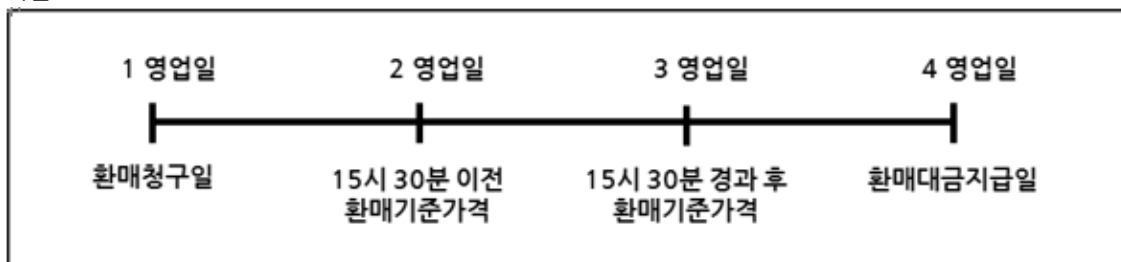 1 영업일
2 영업일
3 영업일
4 영업일
환매청구일
15시 30분 이전
환매기준가격
15시 30분 경과 후
환매기준가격
환매대금지급일